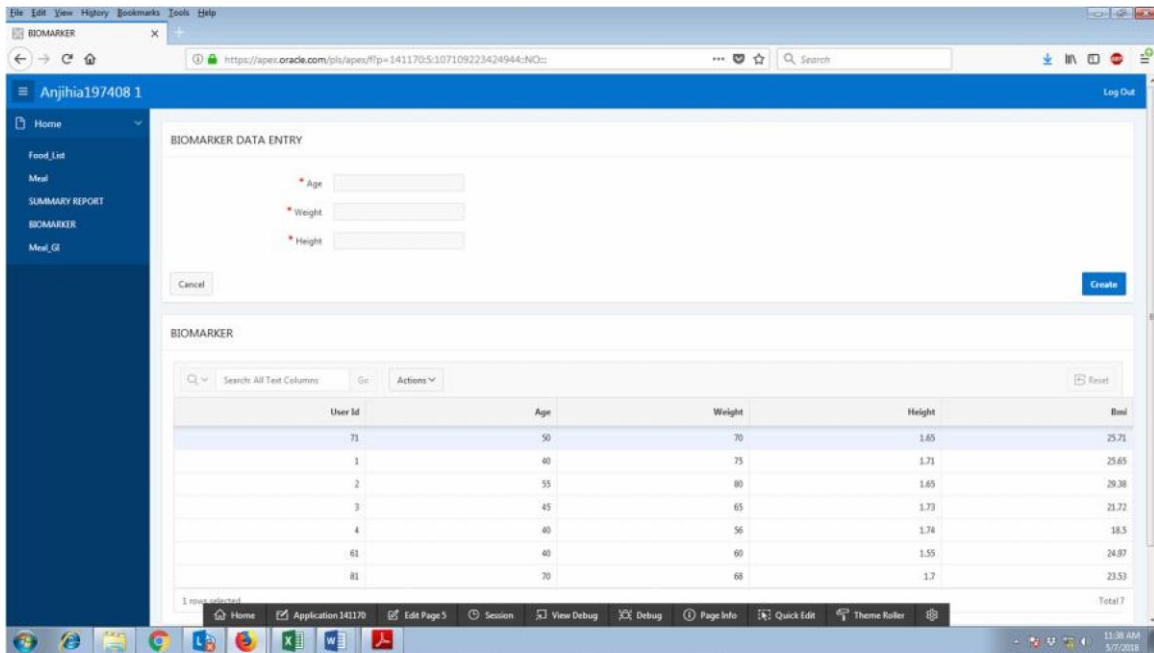 File Edit View History Bookmarks Tools Help
BIOMARKER
https://apex.oracle.com/pls/apex/f?p=141170:5:107109223424944::NO:::
Search
Anjihia197408 1
Log Out
Home
Food_List
Meal
SUMMARY REPORT
BIOMARKER
Meal_GI
BIOMARKER DATA ENTRY
* Age
* Weight
* Height
Cancel
Create
BIOMARKER
Search: All Text Columns Go Actions Reset
User Id Age Weight Height Bmi
71 50 70 1.65 25.71
1 40 75 1.71 25.65
2 55 80 1.65 29.38
3 45 65 1.73 21.72
4 40 56 1.74 18.5
61 40 60 1.55 24.97
81 70 68 1.7 23.53
1 rows selected Total 7
Home Application 141170 Edit Page 5 Session View Debug Debug Page Info Quick Edit Theme Roller
11:38 AM
5/7/2018